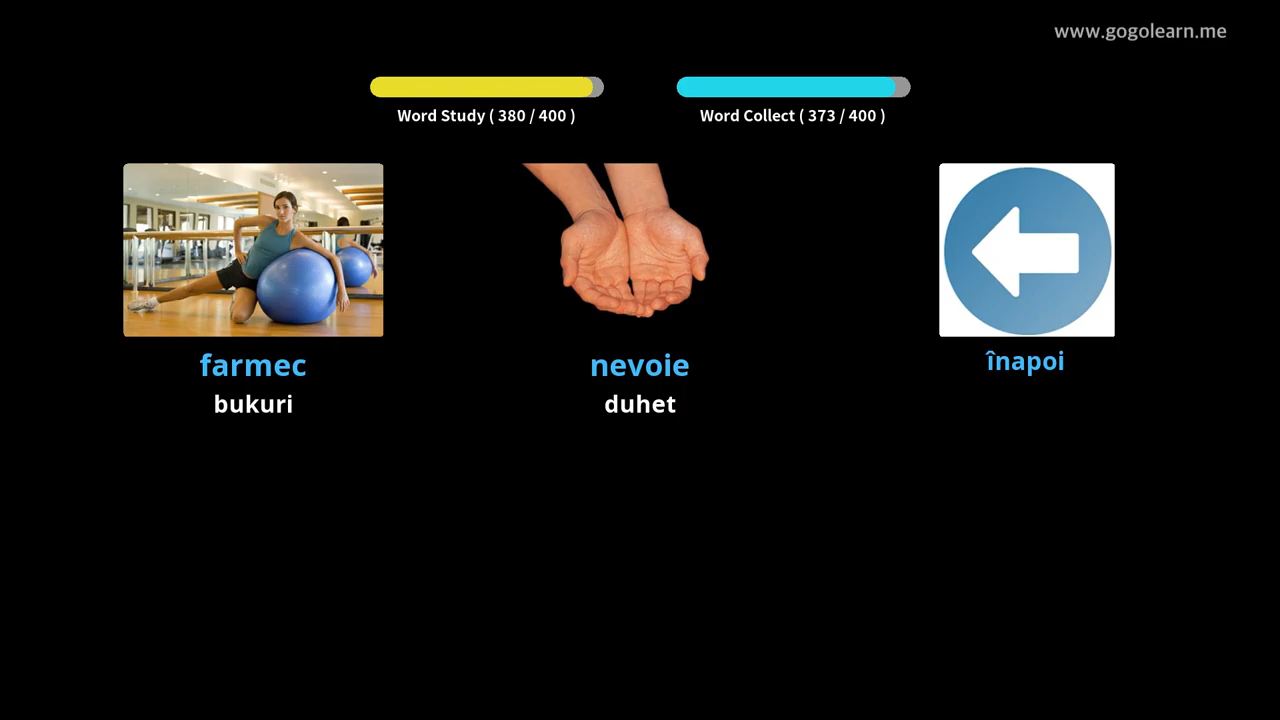 www.gogolearn.me
Word Study ( 380 / 400 )
Word Collect ( 373 / 400 )
farmec
bukuri
nevoie
duhet
înapoi